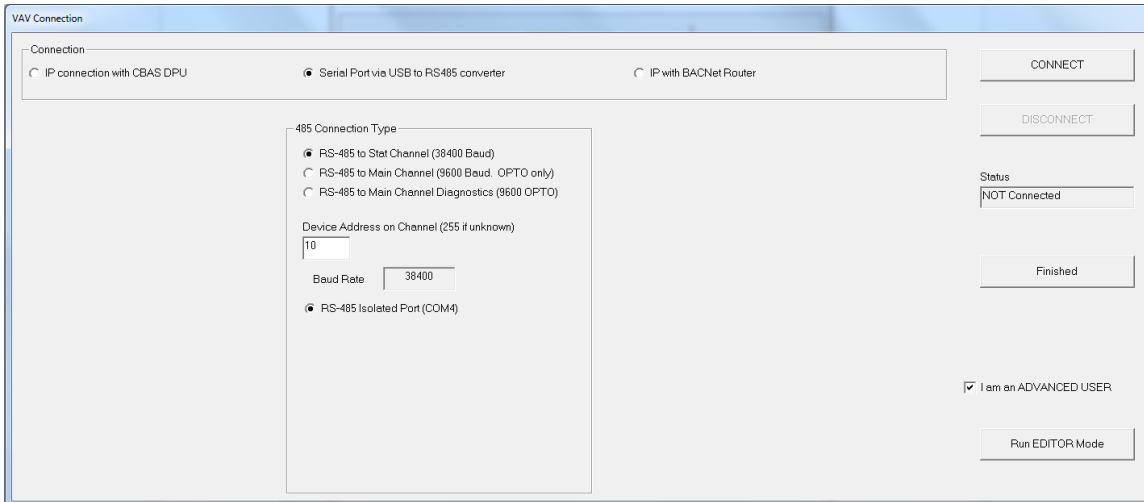 VAV Connection
Connection
IP connection with CBAS DPU
Serial Port via USB to RS485 converter
IP with BACNet Router
CONNECT
DISCONNECT
485 Connection Type
RS-485 to Stat Channel (38400 Baud)
RS-485 to Main Channel (9600 Baud. OPTO only)
RS-485 to Main Channel Diagnostics (9600 OPTO)
Status
NOT Connected
Device Address on Channel (255 if unknown)
10
Baud Rate
38400
Finished
RS-485 Isolated Port (COM4)
I am an ADVANCED USER
Run EDITOR Mode